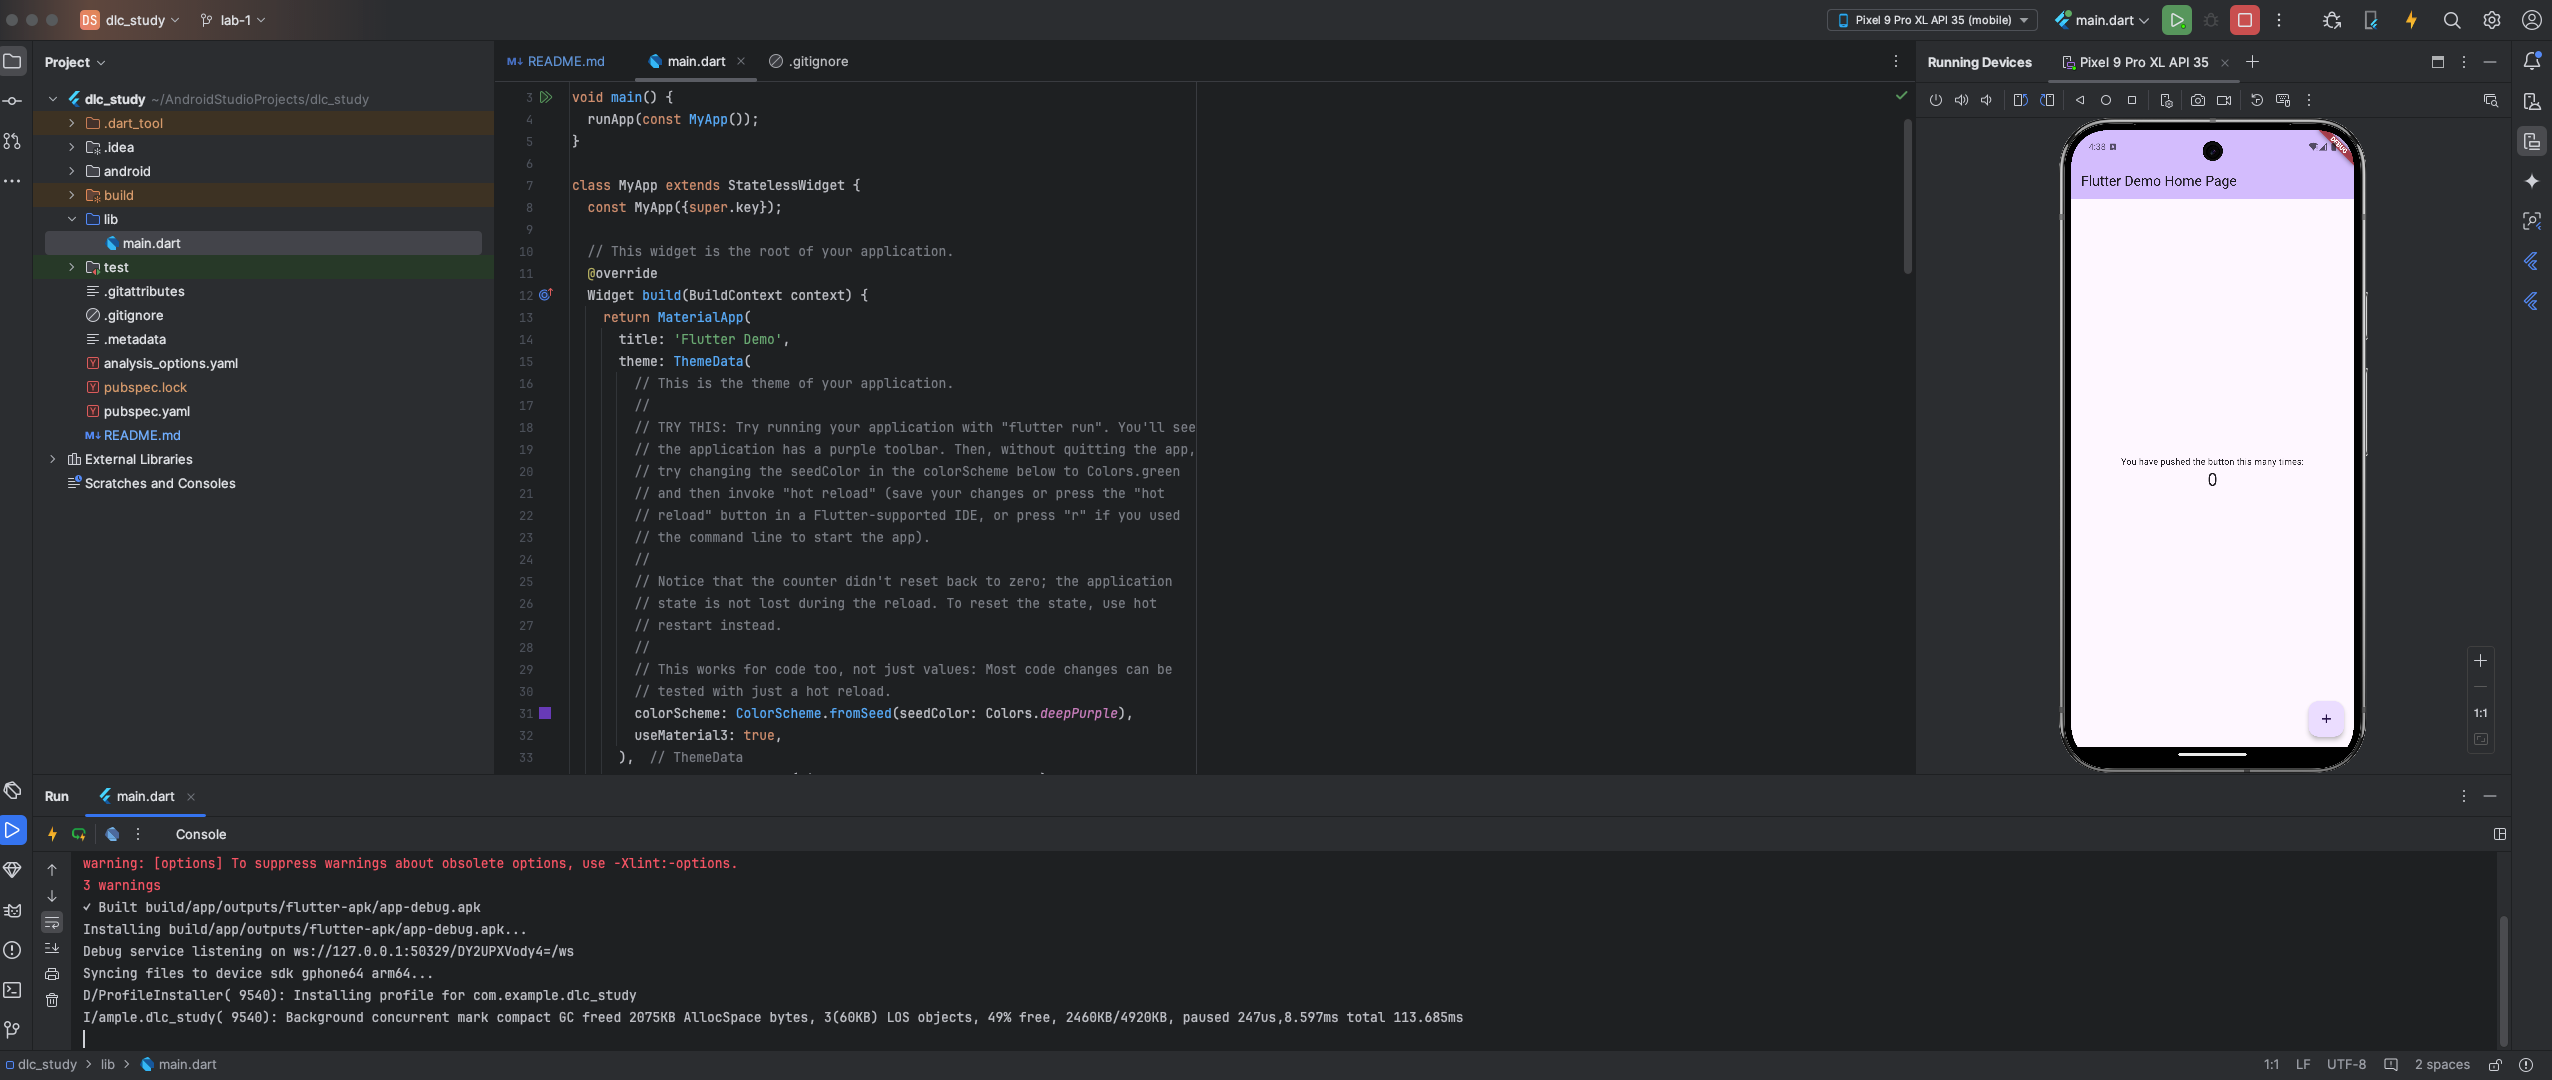 DS dlc_study lab-1 Pixel 9 Pro XL API 35 (mobile) main.dart
Project
dlc_study ~/AndroidStudioProjects/dlc_study
.dart_tool
.idea
android
build
lib
main.dart
test
.gitattributes
.gitignore
.metadata
analysis_options.yaml
pubspec.lock
pubspec.yaml
README.md
External Libraries
Scratches and Consoles
README.md main.dart .gitignore
3 void main() {
4 runApp(const MyApp());
5 }
6
7 class MyApp extends StatelessWidget {
8 const MyApp({super.key});
9
10 // This widget is the root of your application.
11 @override
12 Widget build(BuildContext context) {
13 return MaterialApp(
14 title: 'Flutter Demo',
15 theme: ThemeData(
16 // This is the theme of your application.
17 //
18 // TRY THIS: Try running your application with "flutter run". You'll see
19 // the application has a purple toolbar. Then, without quitting the app,
20 // try changing the seedColor in the colorScheme below to Colors.green
21 // and then invoke "hot reload" (save your changes or press the "hot
22 // reload" button in a Flutter-supported IDE, or press "r" if you used
23 // the command line to start the app).
24 //
25 // Notice that the counter didn't reset back to zero; the application
26 // state is not lost during the reload. To reset the state, use hot
27 // restart instead.
28 //
29 // This works for code too, not just values: Most code changes can be
30 // tested with just a hot reload.
31 colorScheme: ColorScheme.fromSeed(seedColor: Colors.deepPurple),
32 useMaterial3: true,
33 ), // ThemeData
Running Devices Pixel 9 Pro XL API 35
4:38
DEBUG
Flutter Demo Home Page
You have pushed the button this many times:
0
+
1:1
Run main.dart
Console
warning: [options] To suppress warnings about obsolete options, use -Xlint:-options.
3 warnings
✓ Built build/app/outputs/flutter-apk/app-debug.apk
Installing build/app/outputs/flutter-apk/app-debug.apk...
Debug service listening on ws://127.0.0.1:50329/DY2UPXVody4=/ws
Syncing files to device sdk gphone64 arm64...
D/ProfileInstaller( 9540): Installing profile for com.example.dlc_study
I/ample.dlc_study( 9540): Background concurrent mark compact GC freed 2075KB AllocSpace bytes, 3(60KB) LOS objects, 49% free, 2460KB/4920KB, paused 247us,8.597ms total 113.685ms
dlc_study > lib > main.dart
1:1 LF UTF-8 2 spaces